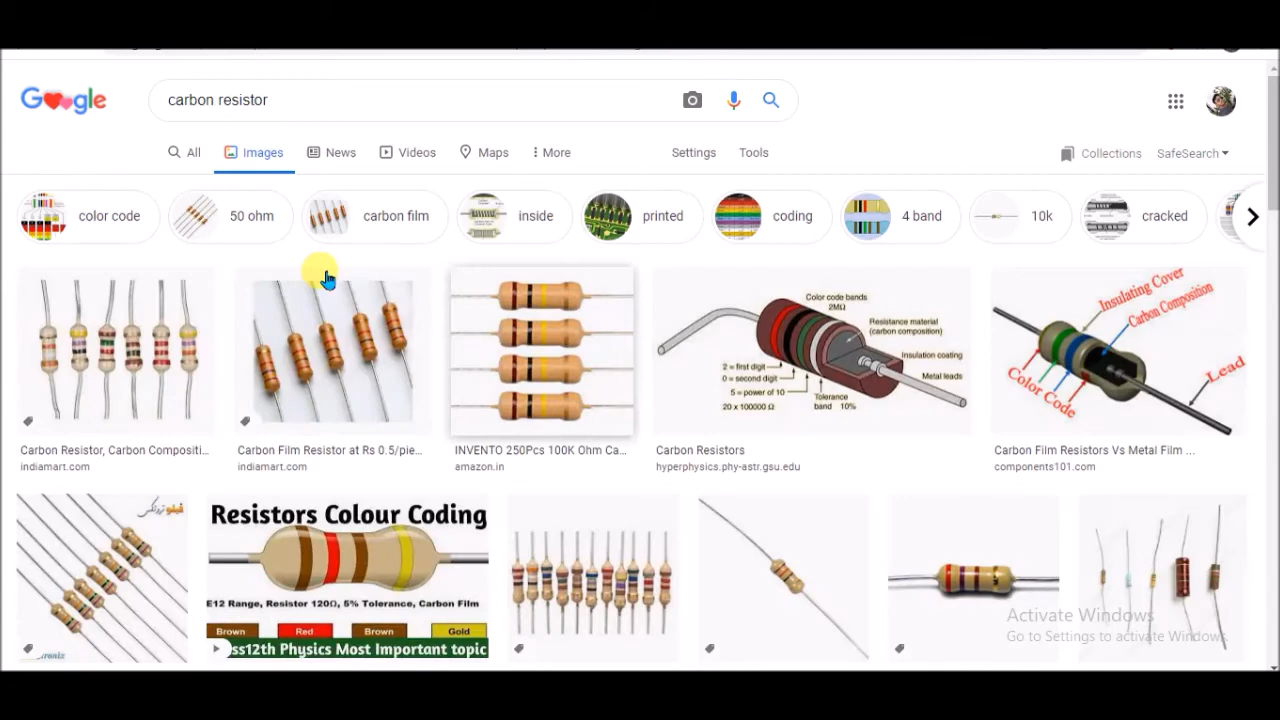 Google
carbon resistor
All
Images
News
Videos
Maps
More
Settings
Tools
Collections
SafeSearch
color code
50 ohm
carbon film
inside
printed
coding
4 band
10k
cracked
Color code bands
2MΩ
Resistance material
(carbon composition)
Insulation coating
Metal leads
2 = first digit
0 = second digit
5 = power of 10
20 x 100000 Ω
Tolerance
band 10%
Insulating Cover
Carbon Composition
Color Code
Lead
Carbon Resistor, Carbon Compositi...
indiamart.com
Carbon Film Resistor at Rs 0.5/pie...
indiamart.com
INVENTO 250Pcs 100K Ohm Ca...
amazon.in
Carbon Resistors
hyperphysics.phy-astr.gsu.edu
Carbon Film Resistors Vs Metal Film ...
components101.com
Resistors Colour Coding
E12 Range, Resistor 120Ω, 5% Tolerance, Carbon Film
Brown
Red
Brown
Gold
ss12th Physics Most Important topic
Activate Windows
Go to Settings to activate Windows.